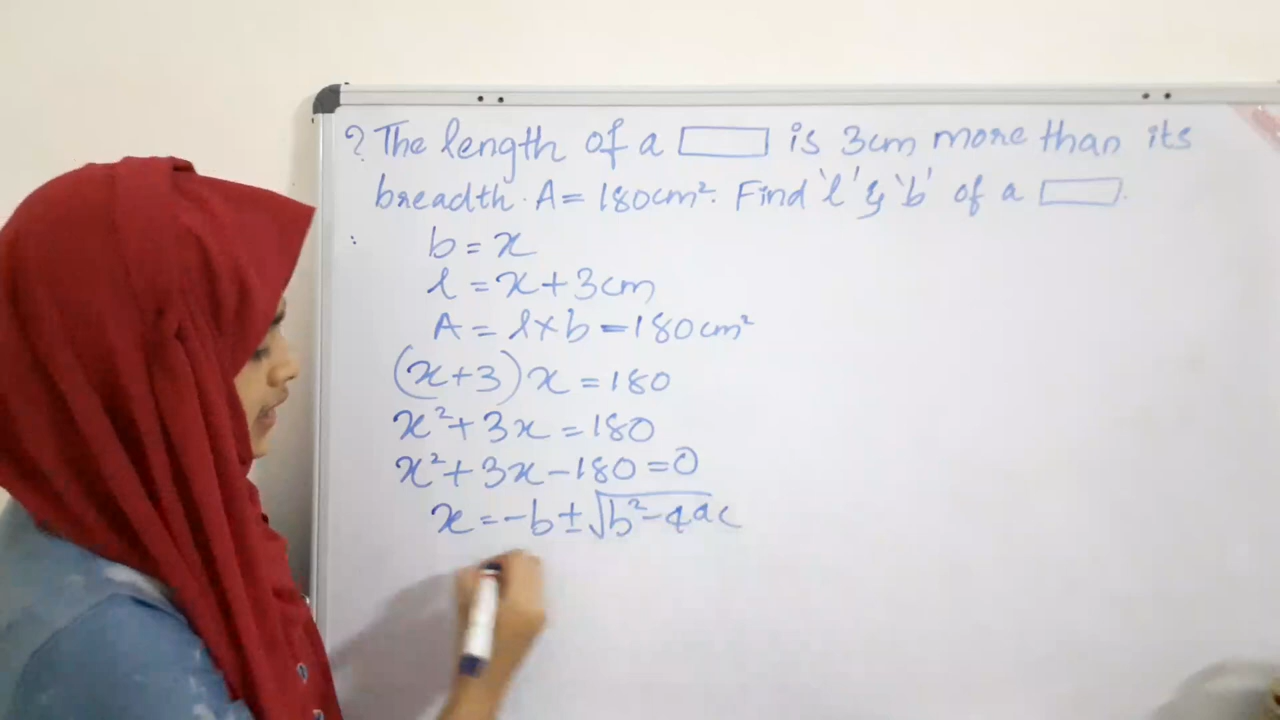 ? The length of a ▭ is 3cm more than its
breadth. A = 180cm². Find 'l' & 'b' of a ▭.
b = x
l = x + 3cm
A = l × b = 180cm²
(x+3)x = 180
x² + 3x = 180
x² + 3x - 180 = 0
x = -b ± √b² - 4ac